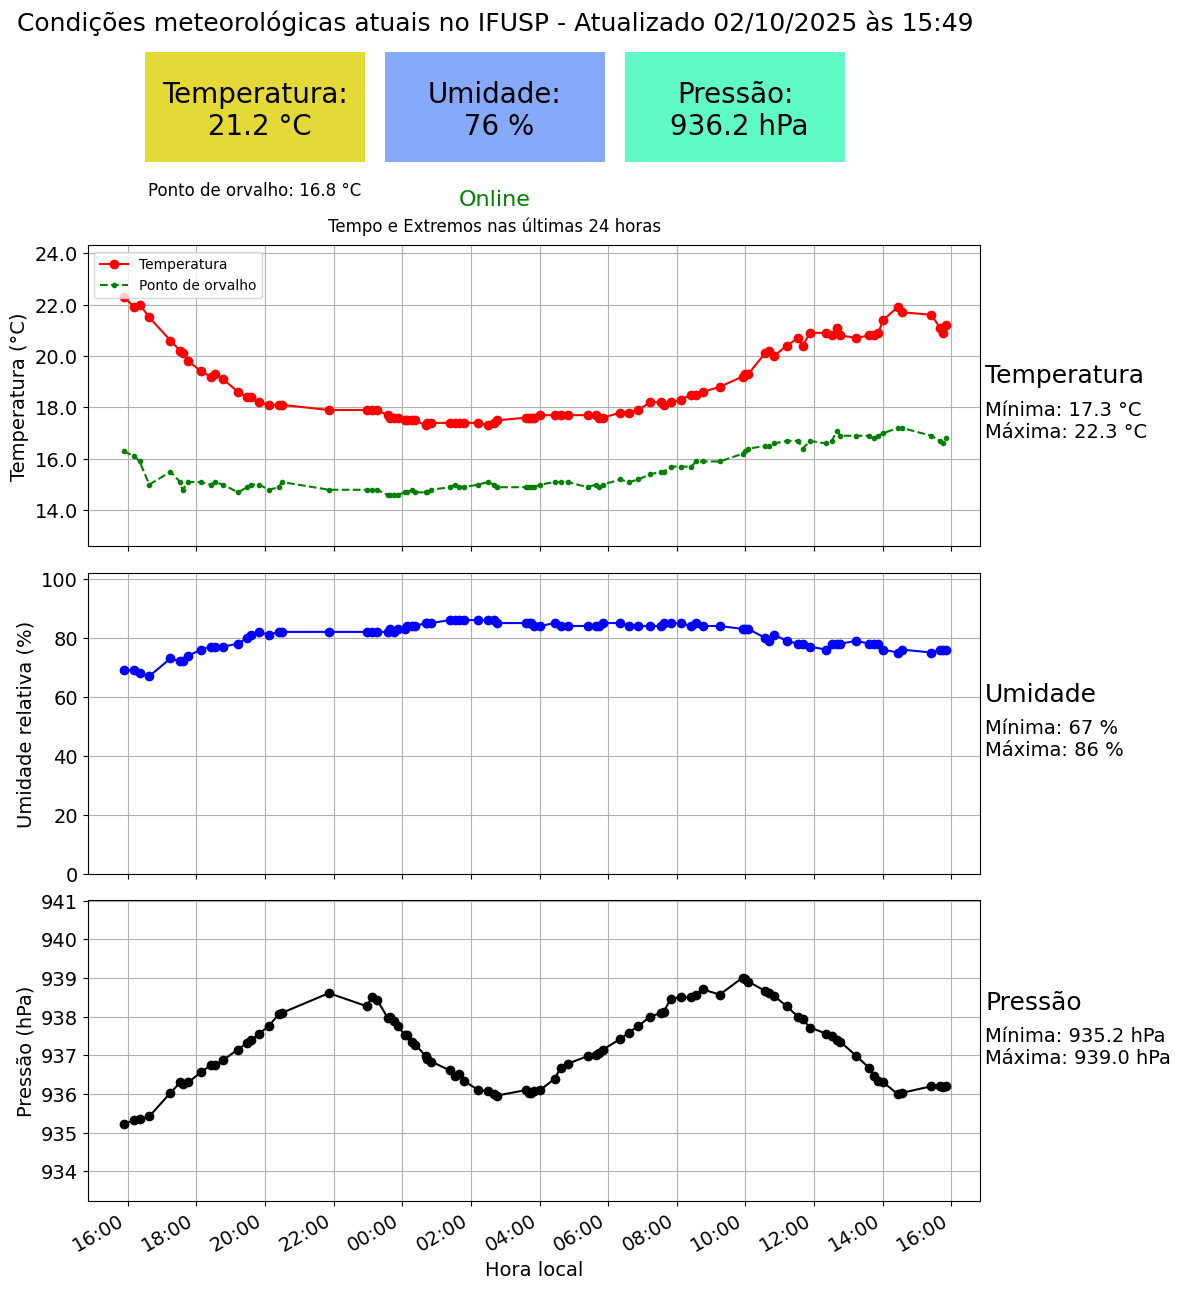 Condições meteorológicas atuais no IFUSP - Atualizado 02/10/2025 às 15:49
Temperatura:
21.2 °C
Umidade:
76 %
Pressão:
936.2 hPa
Ponto de orvalho: 16.8 °C
Online
Tempo e Extremos nas últimas 24 horas
Temperatura (°C)
24.0
22.0
20.0
18.0
16.0
14.0
Temperatura
Ponto de orvalho
Temperatura
Mínima: 17.3 °C
Máxima: 22.3 °C
Umidade relativa (%)
100
80
60
40
20
0
Umidade
Mínima: 67 %
Máxima: 86 %
Pressão (hPa)
941
940
939
938
937
936
935
934
Pressão
Mínima: 935.2 hPa
Máxima: 939.0 hPa
16:00 18:00 20:00 22:00 00:00 02:00 04:00 06:00 08:00 10:00 12:00 14:00 16:00
Hora local